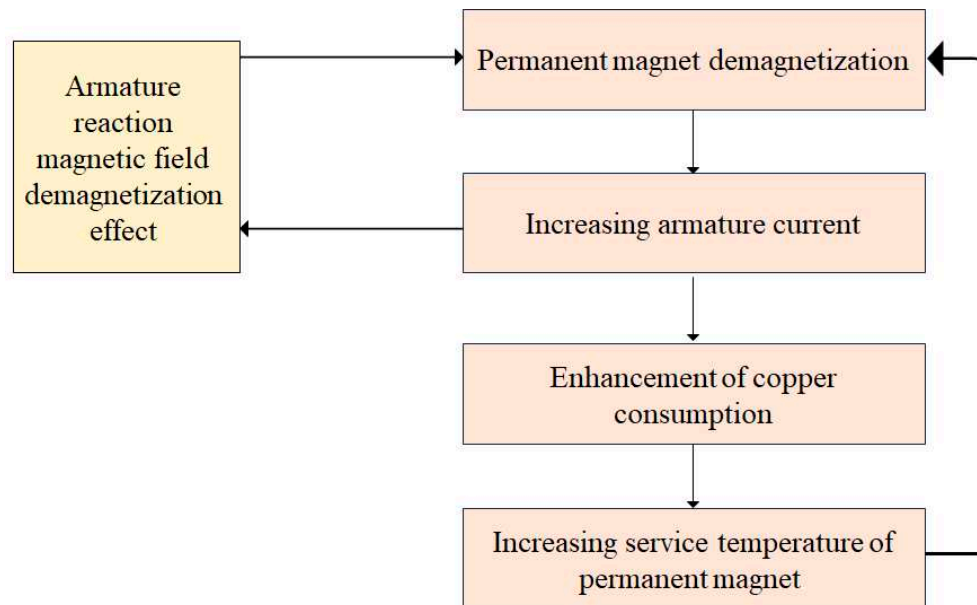 Permanent magnet demagnetization
Armature
reaction
magnetic field
demagnetization
effect
Increasing armature current
Enhancement of copper
consumption
Increasing service temperature of
permanent magnet